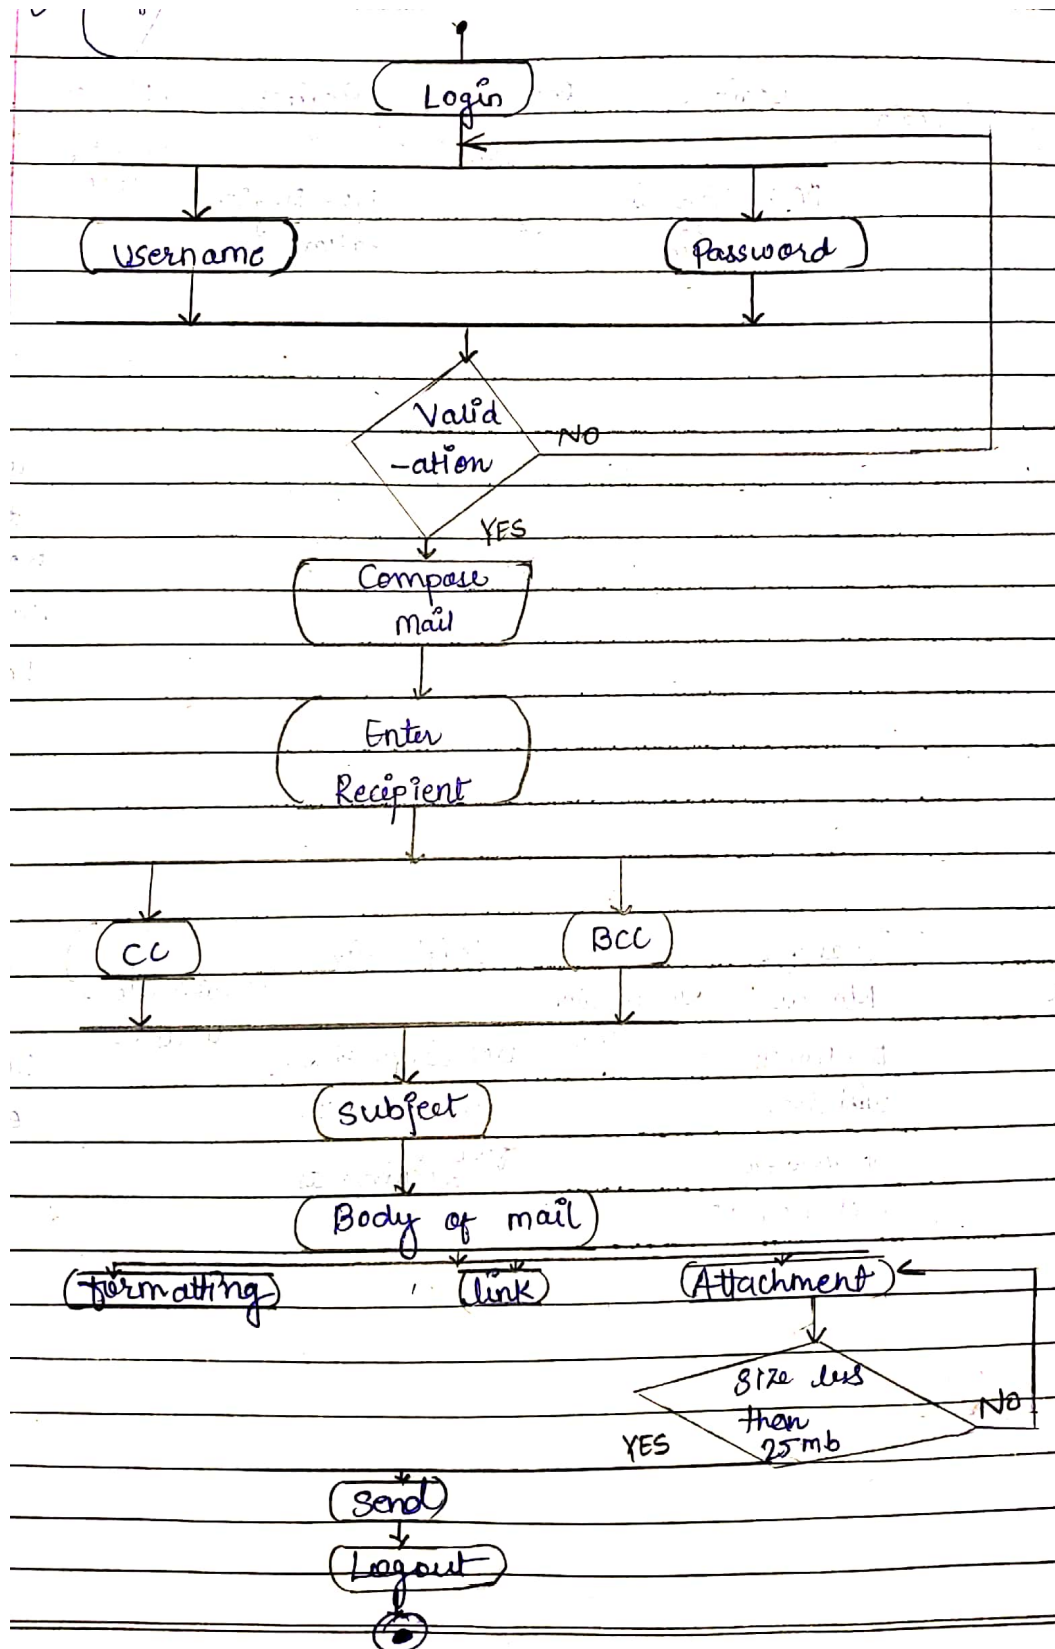 Login
Username
Password
Valid
-ation
NO
YES
Compose
mail
Enter
Recipient
CC
BCC
Subject
Body of mail
formatting
link
Attachment
Size less
then
25mb
NO
YES
Send
Logout